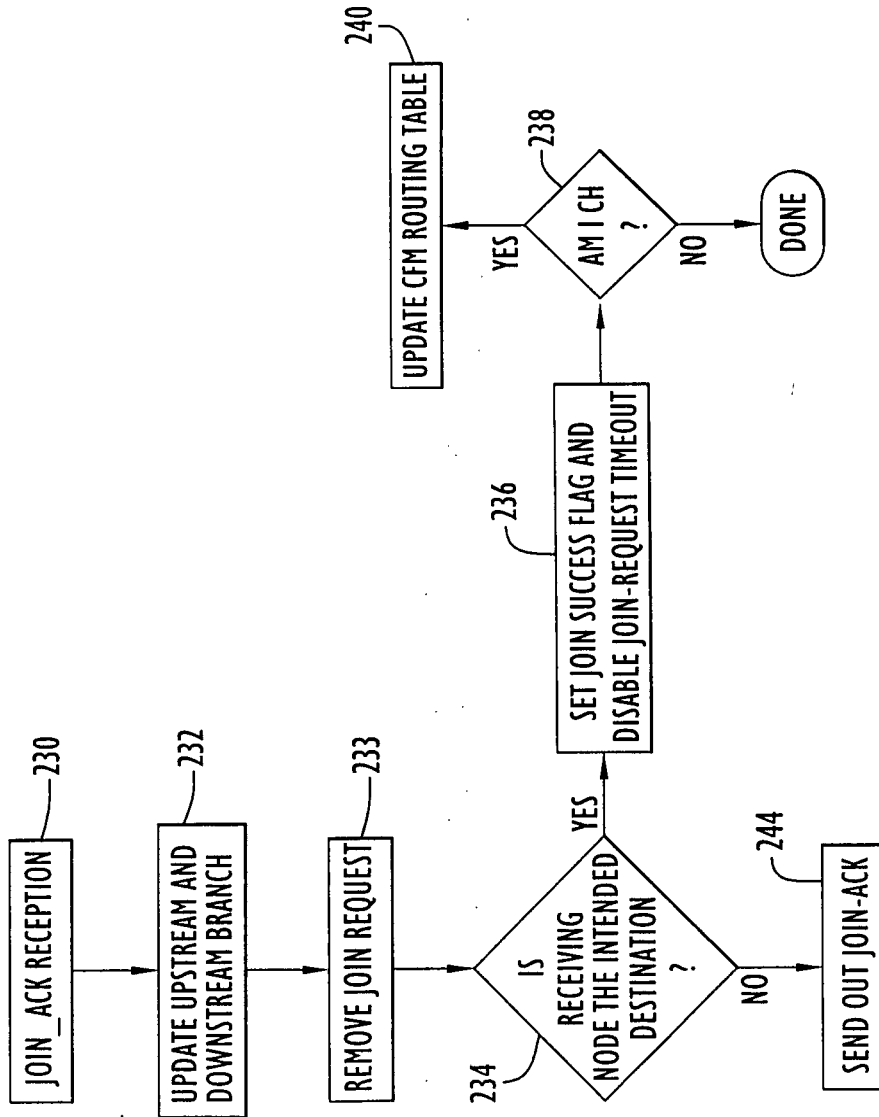 JOIN_ACK RECEPTION
230
UPDATE UPSTREAM AND
DOWNSTREAM BRANCH
232
REMOVE JOIN REQUEST
233
IS
RECEIVING
NODE THE INTENDED
DESTINATION
?
234
YES
NO
SEND OUT JOIN-ACK
244
SET JOIN SUCCESS FLAG AND
DISABLE JOIN-REQUEST TIMEOUT
236
AM I CH
?
238
YES
NO
UPDATE CFM ROUTING TABLE
240
DONE